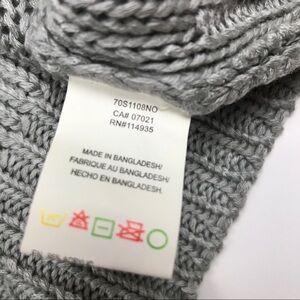 70S1108NO
CA# 07021
RN#114935
MADE IN BANGLADESH/
FABRIQUE AU BANGLADESH/
HECHO EN BANGLADESH.